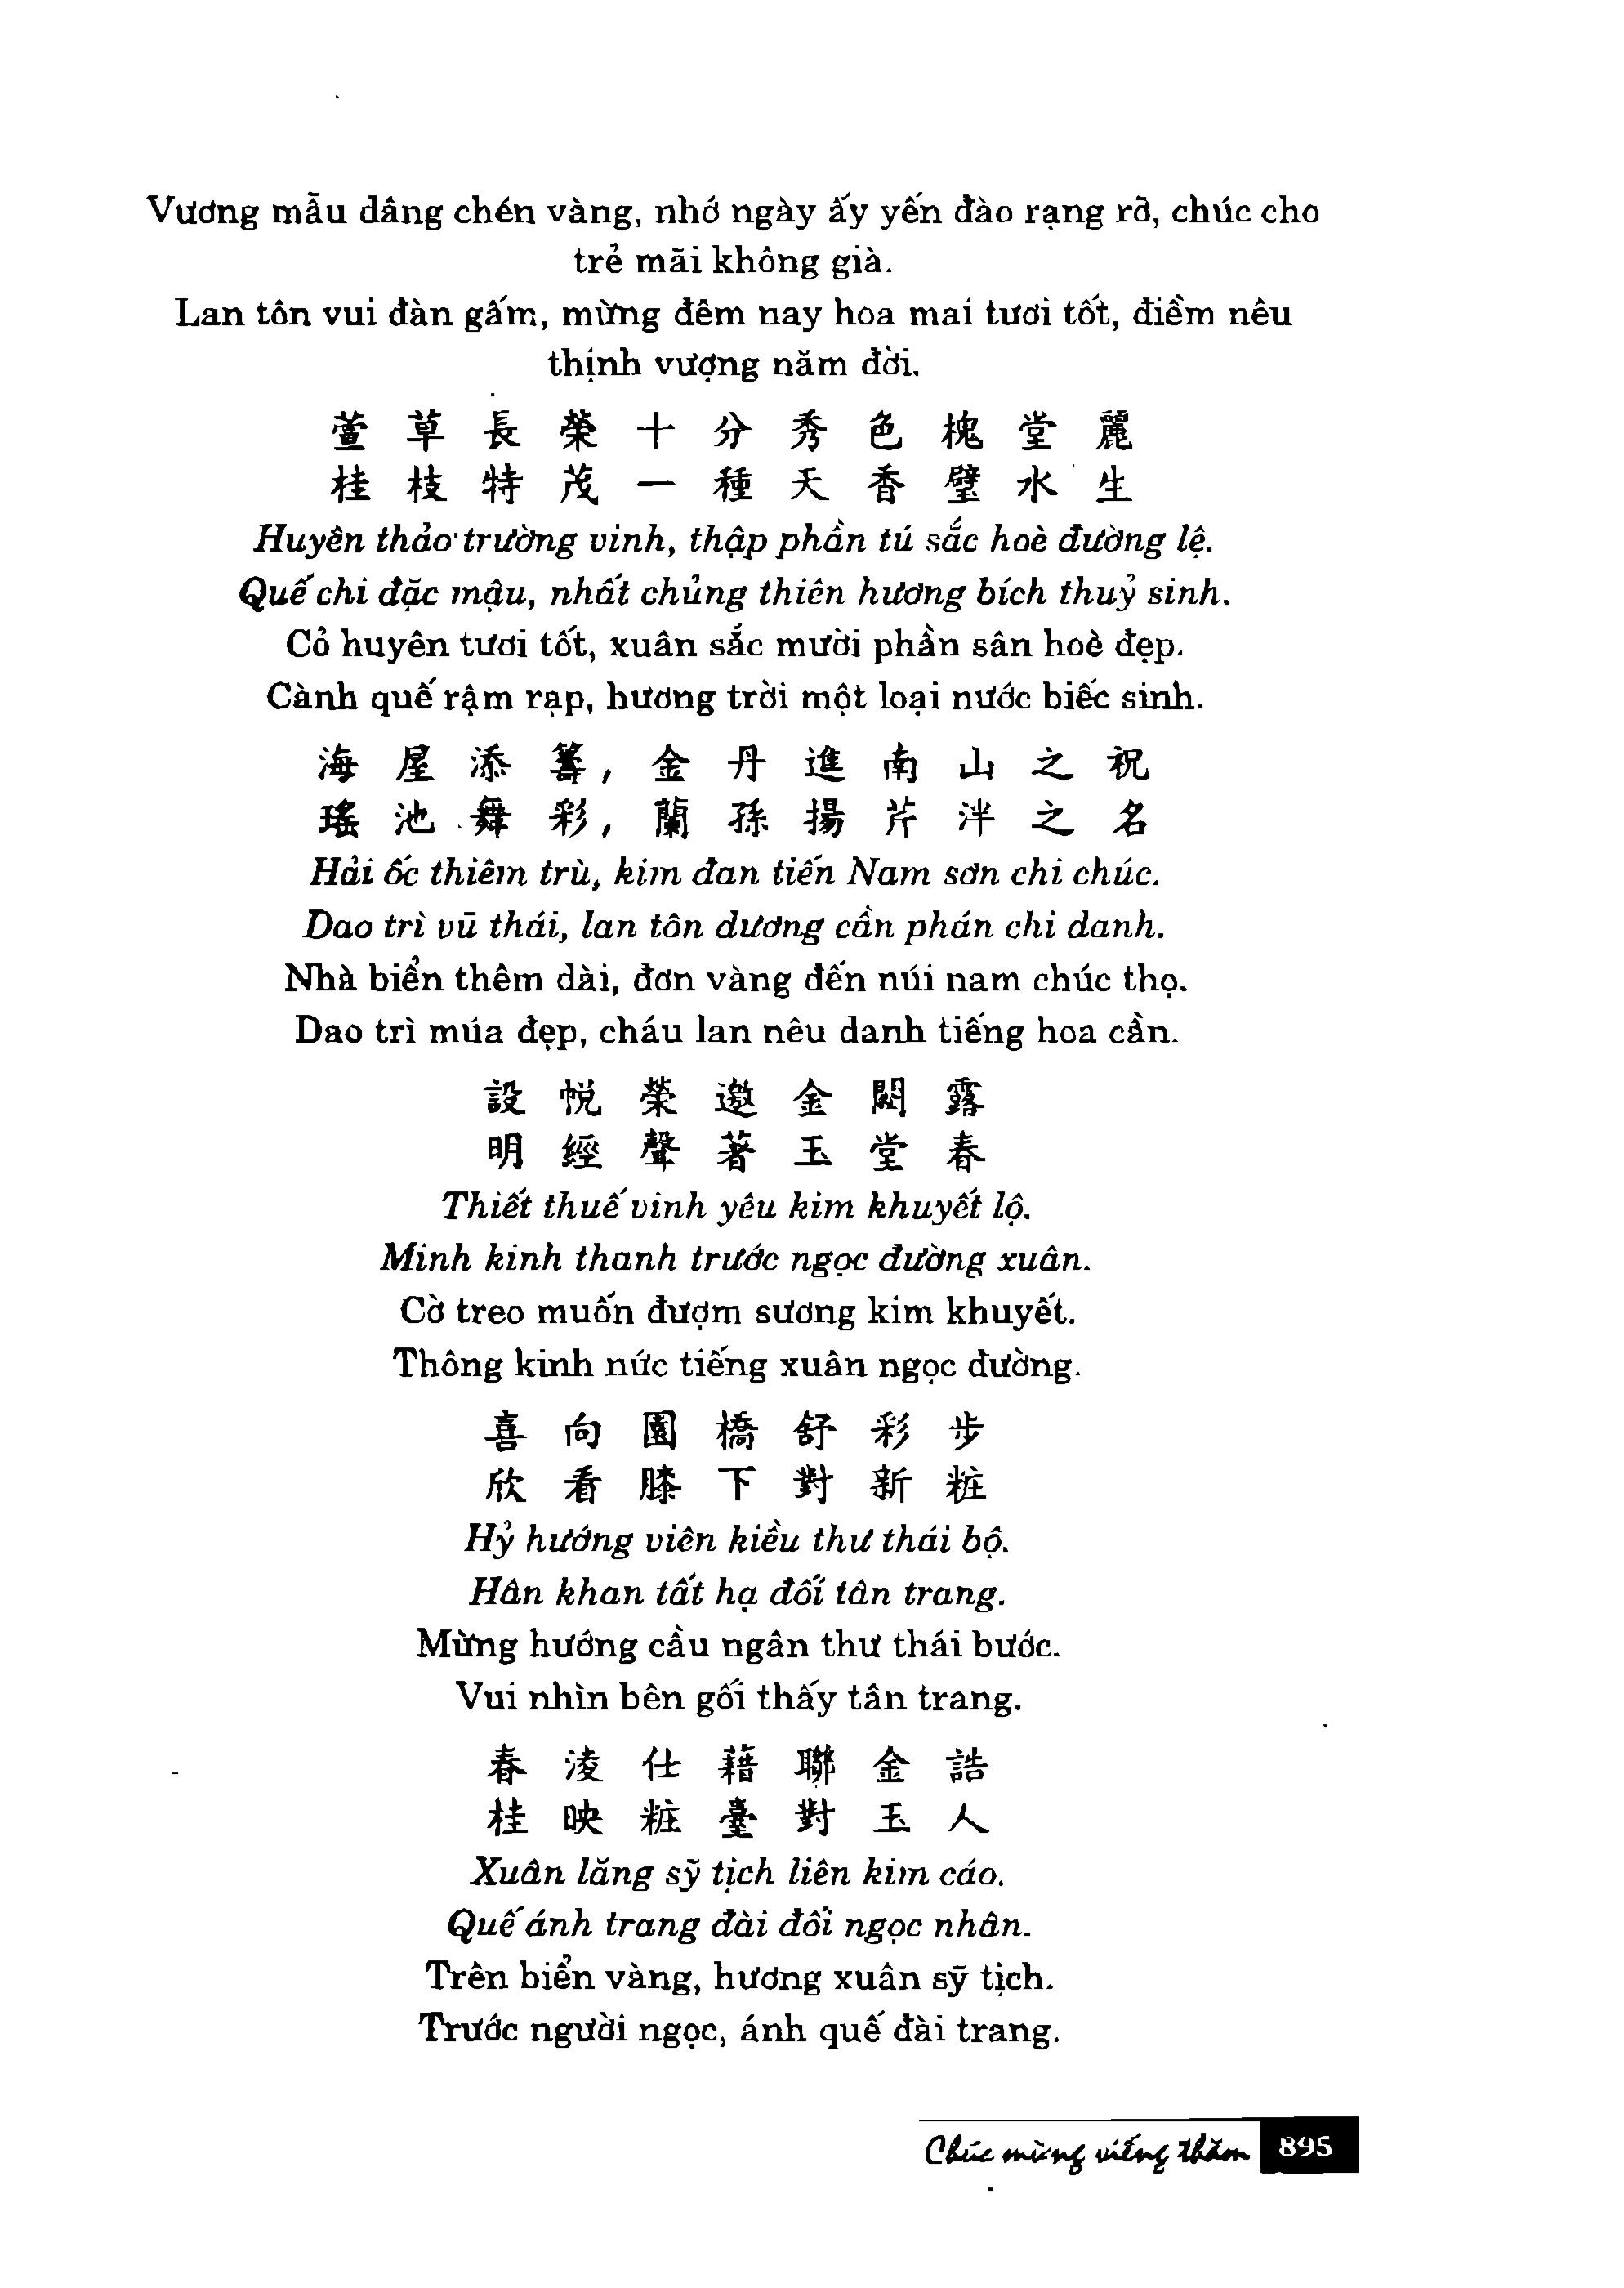 Vương mẫu dâng chén vàng, nhớ ngày ấy yến đào rạng rỡ, chúc cho
trẻ mãi không già.
Lan tôn vui đàn gấm, mừng đêm nay hoa mai tươi tốt, điềm nêu
thịnh vượng năm đời.
萱草長榮十分秀色槐堂麗
桂枝特茂一種天香璧水生
Huyên thảo trường vinh, thập phần tú sắc hoè đường lệ.
Quế chi đặc mậu, nhất chủng thiên hương bích thuỷ sinh.
Cỏ huyên tươi tốt, xuân sắc mười phần sân hoè đẹp.
Cành quế rậm rạp, hương trời một loại nước biếc sinh.
海屋添籌,金丹進南山之祝
瑤池舞彩,蘭孫揚芹泮之名
Hải ốc thiêm trù, kim đan tiến Nam sơn chi chúc.
Dao trì vũ thái, lan tôn dương cần phán chi danh.
Nhà biển thêm dài, đơn vàng đến núi nam chúc thọ.
Dao trì múa đẹp, cháu lan nêu danh tiếng hoa cần.
設帨榮邀金閼露
明經聲著玉堂春
Thiết thuế vinh yêu kim khuyết lộ.
Minh kinh thanh trước ngọc đường xuân.
Cờ treo muốn đượm sương kim khuyết.
Thông kinh nức tiếng xuân ngọc đường.
喜向園橋舒彩步
欣看膝下對新粧
Hỷ hướng viên kiều thư thái bộ.
Hân khan tất hạ đối tân trang.
Mừng hướng cầu ngân thư thái bước.
Vui nhìn bên gối thấy tân trang.
春淩仕藉聯金誥
桂映粧臺對玉人
Xuân lăng sỹ tịch liên kim cáo.
Quế ánh trang đài đối ngọc nhân.
Trên biển vàng, hương xuân sỹ tịch.
Trước người ngọc, ánh quế đài trang.
Chúc mừng viếng thăm 895